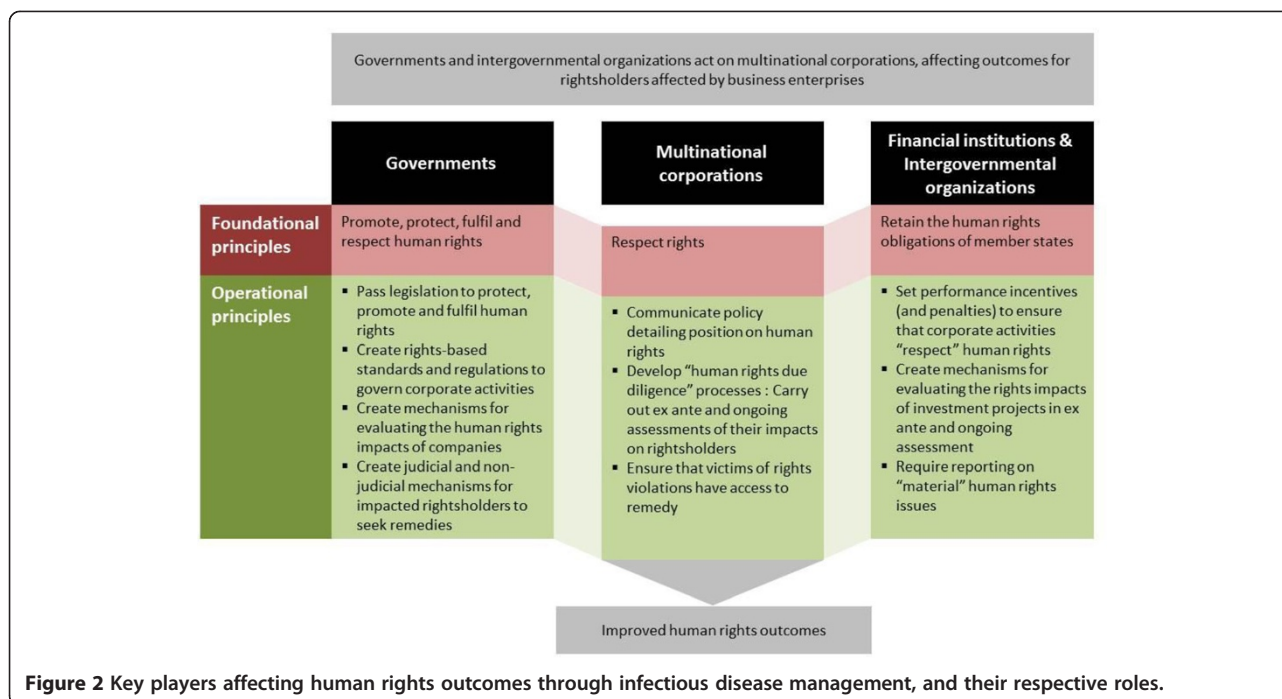 Governments and intergovernmental organizations act on multinational corporations, affecting outcomes for
rightsholders affected by business enterprises
Governments
Multinational
corporations
Financial institutions &
Intergovernmental
organizations
Foundational
principles
Promote, protect, fulfil and
respect human rights
Respect rights
Retain the human rights
obligations of member states
Operational
principles
▪ Pass legislation to protect,
promote and fulfil human
rights
▪ Create rights-based
standards and regulations to
govern corporate activities
▪ Create mechanisms for
evaluating the human rights
impacts of companies
▪ Create judicial and non-
judicial mechanisms for
impacted rightsholders to
seek remedies
▪ Communicate policy
detailing position on human
rights
▪ Develop “human rights due
diligence” processes : Carry
out ex ante and ongoing
assessments of their impacts
on rightsholders
▪ Ensure that victims of rights
violations have access to
remedy
▪ Set performance incentives
(and penalties) to ensure
that corporate activities
“respect” human rights
▪ Create mechanisms for
evaluating the rights impacts
of investment projects in ex
ante and ongoing
assessment
▪ Require reporting on
“material” human rights
issues
Improved human rights outcomes
Figure 2 Key players affecting human rights outcomes through infectious disease management, and their respective roles.